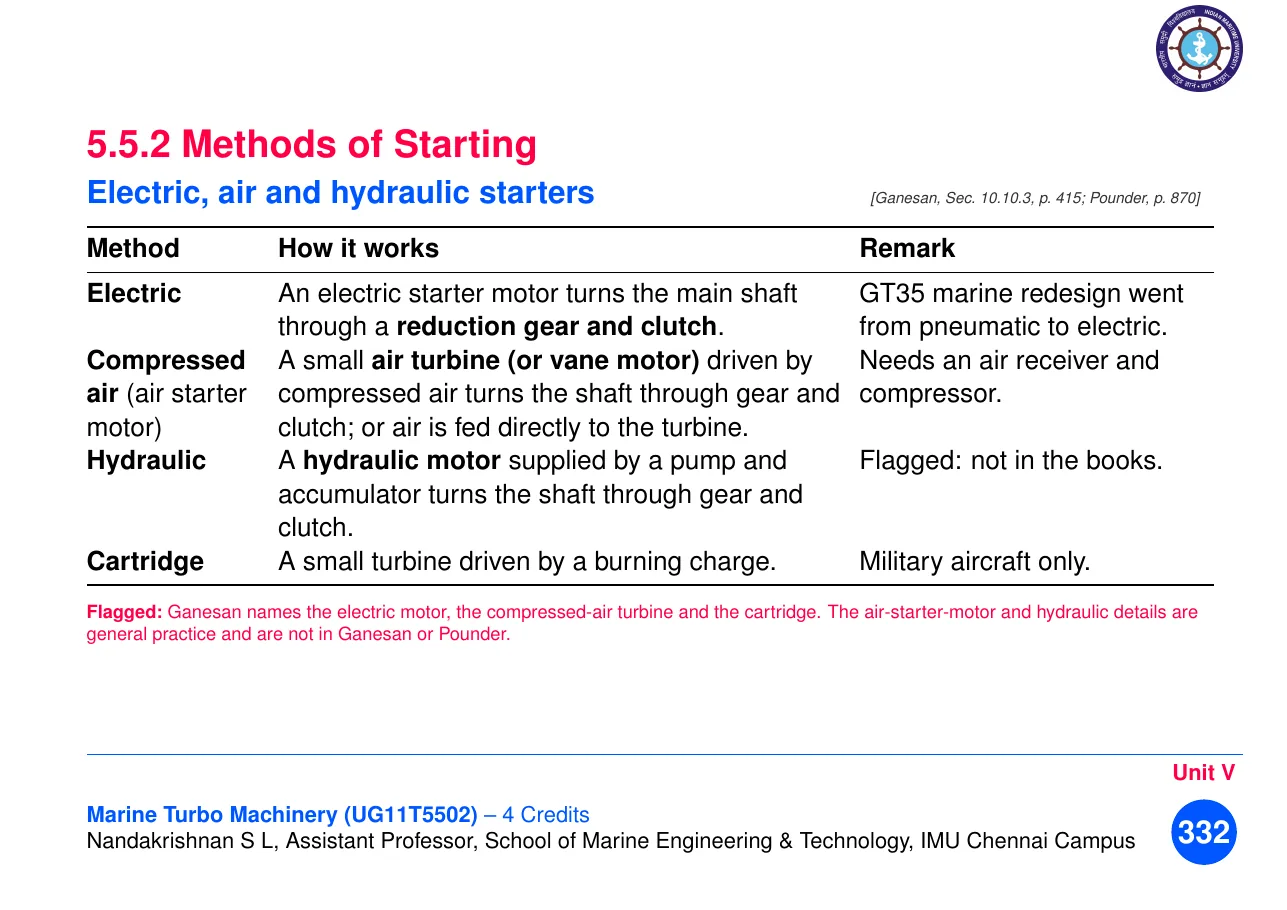 5.5.2 Methods of Starting
Electric, air and hydraulic starters
[Ganesan, Sec. 10.10.3, p. 415; Pounder, p. 870]
Method How it works Remark
Electric An electric starter motor turns the main shaft GT35 marine redesign went
through a reduction gear and clutch. from pneumatic to electric.
Compressed A small air turbine (or vane motor) driven by Needs an air receiver and
air (air starter compressed air turns the shaft through gear and compressor.
motor) clutch; or air is fed directly to the turbine.
Hydraulic A hydraulic motor supplied by a pump and Flagged: not in the books.
accumulator turns the shaft through gear and
clutch.
Cartridge A small turbine driven by a burning charge. Military aircraft only.
Flagged: Ganesan names the electric motor, the compressed-air turbine and the cartridge. The air-starter-motor and hydraulic details are
general practice and are not in Ganesan or Pounder.
Unit V
Marine Turbo Machinery (UG11T5502) – 4 Credits
Nandakrishnan S L, Assistant Professor, School of Marine Engineering & Technology, IMU Chennai Campus
332
INDIAN MARITIME UNIVERSITY